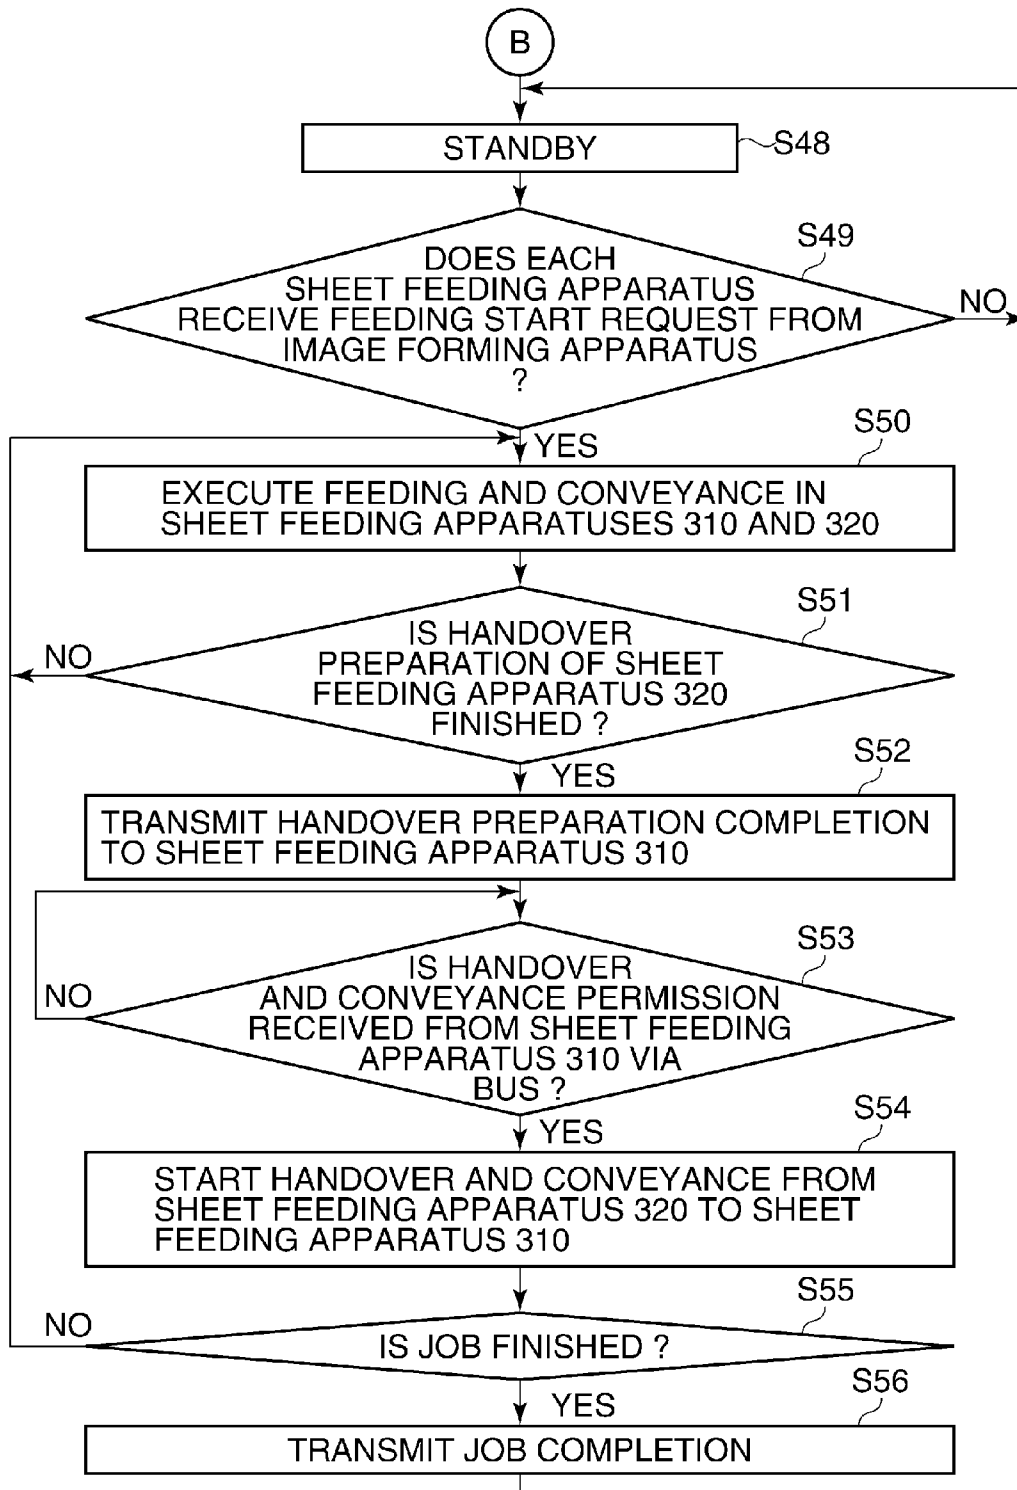 B
STANDBY
S48
DOES EACH
SHEET FEEDING APPARATUS
RECEIVE FEEDING START REQUEST FROM
IMAGE FORMING APPARATUS
?
S49
NO
YES
S50
EXECUTE FEEDING AND CONVEYANCE IN
SHEET FEEDING APPARATUSES 310 AND 320
S51
IS HANDOVER
PREPARATION OF SHEET
FEEDING APPARATUS 320
FINISHED ?
NO
YES
S52
TRANSMIT HANDOVER PREPARATION COMPLETION
TO SHEET FEEDING APPARATUS 310
S53
IS HANDOVER
AND CONVEYANCE PERMISSION
RECEIVED FROM SHEET FEEDING
APPARATUS 310 VIA
BUS ?
NO
YES
S54
START HANDOVER AND CONVEYANCE FROM
SHEET FEEDING APPARATUS 320 TO SHEET
FEEDING APPARATUS 310
S55
NO
IS JOB FINISHED ?
YES
S56
TRANSMIT JOB COMPLETION